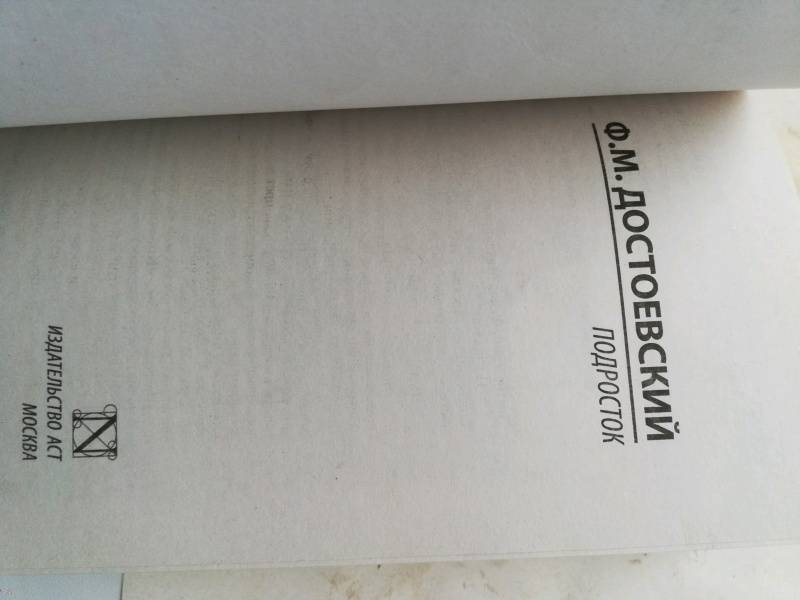 Ф.М. ДОСТОЕВСКИЙ
ПОДРОСТОК
ИЗДАТЕЛЬСТВО АСТ
МОСКВА